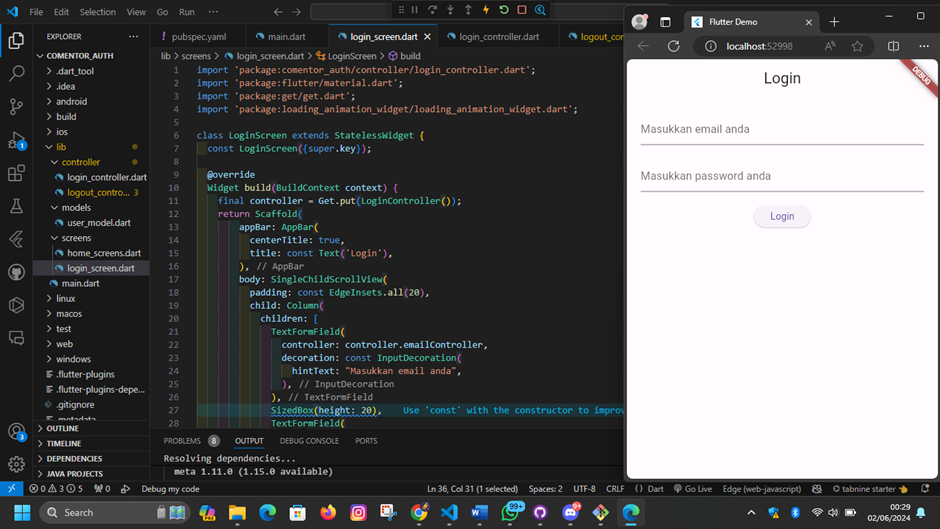 File Edit Selection View Go Run ···
EXPLORER ···
COMENTOR_AUTH
.dart_tool
.idea
android
build
ios
lib
controller
login_controller.dart
logout_contro... 3
models
user_model.dart
screens
home_screens.dart
login_screen.dart
main.dart
linux
macos
test
web
windows
.flutter-plugins
.flutter-plugins-depe...
.gitignore
.metadata
OUTLINE
TIMELINE
DEPENDENCIES
JAVA PROJECTS
1
3
! pubspec.yaml
main.dart
login_screen.dart
login_controller.dart
logout_co
lib > screens > login_screen.dart > LoginScreen > build
1 import 'package:comentor_auth/controller/login_controller.dart';
2 import 'package:flutter/material.dart';
3 import 'package:get/get.dart';
4 import 'package:loading_animation_widget/loading_animation_widget.dart';
5
6 class LoginScreen extends StatelessWidget {
7 const LoginScreen({super.key});
8
9 @override
10 Widget build(BuildContext context) {
11 final controller = Get.put(LoginController());
12 return Scaffold(
13 appBar: AppBar(
14 centerTitle: true,
15 title: const Text('Login'),
16 ), // AppBar
17 body: SingleChildScrollView(
18 padding: const EdgeInsets.all(20),
19 child: Column(
20 children: [
21 TextFormField(
22 controller: controller.emailController,
23 decoration: const InputDecoration(
24 hintText: "Masukkan email anda",
25 ), // InputDecoration
26 ), // TextFormField
27 SizedBox(height: 20), Use 'const' with the constructor to improv
28 TextFormField(
PROBLEMS 8 OUTPUT DEBUG CONSOLE PORTS
Resolving dependencies...
meta 1.11.0 (1.15.0 available)
0 3 5 0 Debug my code Ln 36, Col 31 (1 selected) Spaces: 2 UTF-8 CRLF { } Dart Go Live Edge (web-javascript) tabnine starter
Flutter Demo
localhost:52998
DEBUG
Login
Masukkan email anda
Masukkan password anda
Login
Search
99+
00:29
02/06/2024